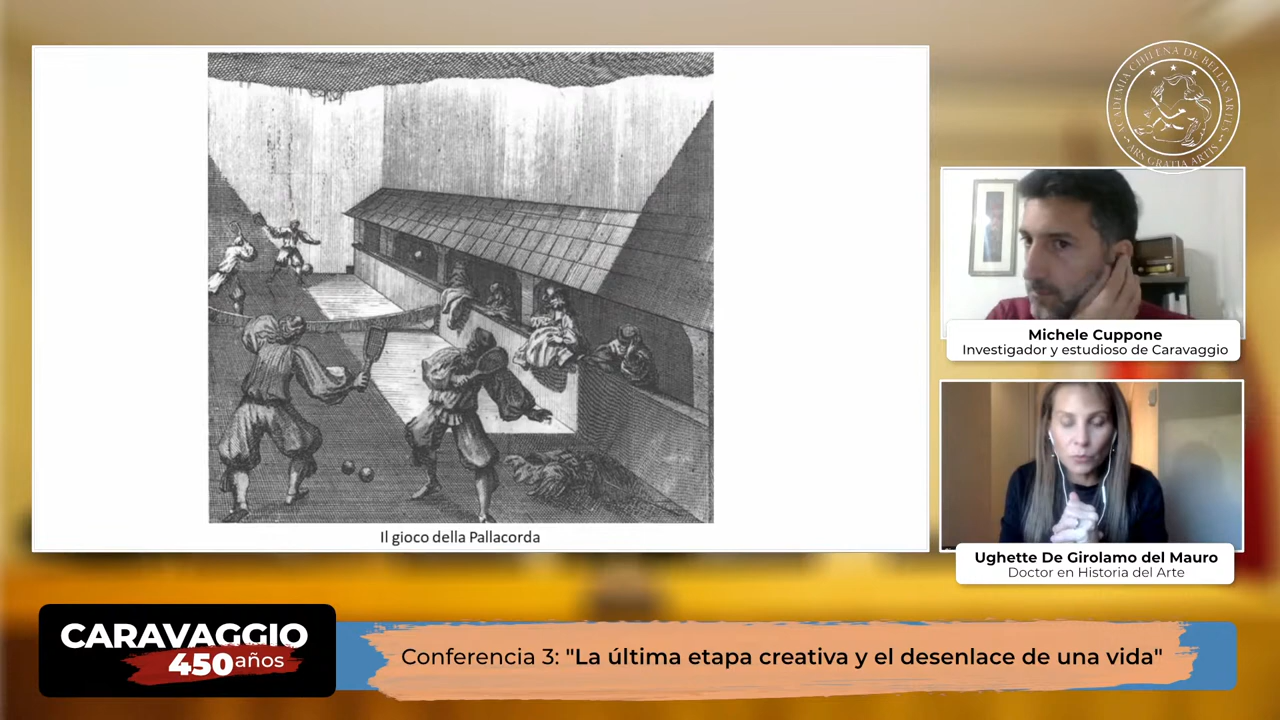 ACADEMIA CHILENA DE BELLAS ARTES
ARS GRATIA ARTIS
Michele Cuppone
Investigador y estudioso de Caravaggio
Il gioco della Pallacorda
Ughette De Girolamo del Mauro
Doctor en Historia del Arte
CARAVAGGIO
450años
Conferencia 3: "La última etapa creativa y el desenlace de una vida"